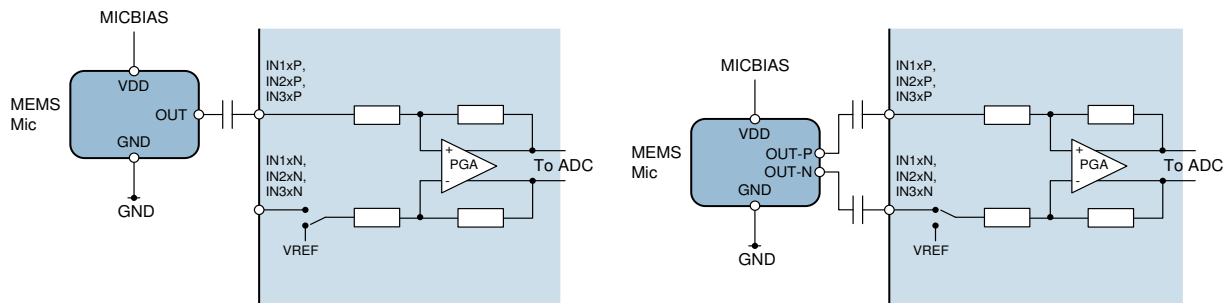 MICBIAS
MEMS
Mic
VDD
OUT
GND
GND
IN1xP,
IN2xP,
IN3xP
IN1xN,
IN2xN,
IN3xN
VREF
+
PGA
-
To ADC
MICBIAS
MEMS
Mic
VDD
OUT-P
OUT-N
GND
GND
IN1xP,
IN2xP,
IN3xP
IN1xN,
IN2xN,
IN3xN
VREF
+
PGA
-
To ADC